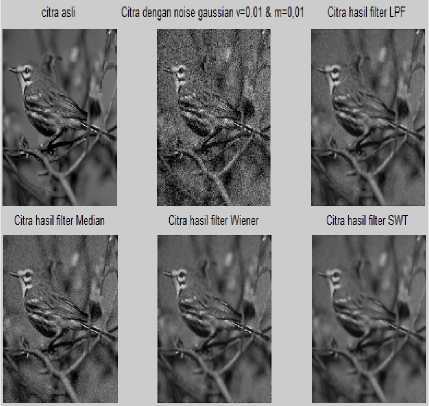 citra asli
Citra dengan noise gaussian v=0.01 & m=0,01
Citra hasil filter LPF
Citra hasil filter Median
Citra hasil filter Wiener
Citra hasil filter SWT